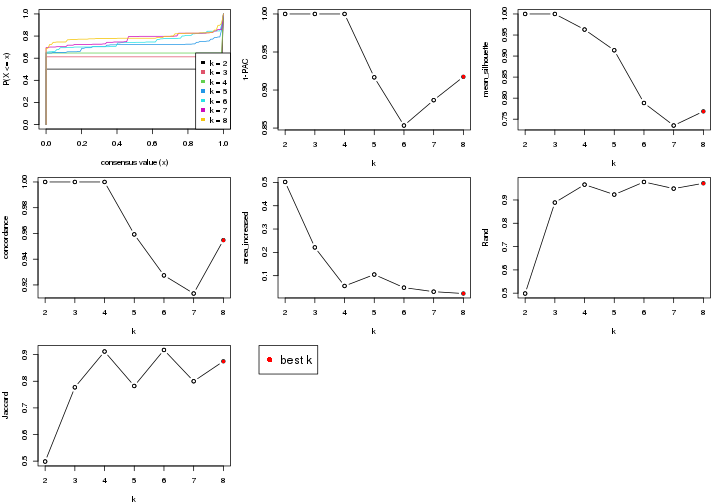 P(X <= x)
0.0 0.2 0.4 0.6 0.8 1.0
0.0 0.2 0.4 0.6 0.8 1.0
consensus value (x)
k = 2
k = 3
k = 4
k = 5
k = 6
k = 7
k = 8
1-PAC
0.85 0.90 0.95 1.00
2 3 4 5 6 7 8
k
mean_silhouette
0.75 0.80 0.85 0.90 0.95 1.00
2 3 4 5 6 7 8
k
concordance
0.92 0.94 0.96 0.98 1.00
2 3 4 5 6 7 8
k
area_increased
0.1 0.2 0.3 0.4 0.5
2 3 4 5 6 7 8
k
Rand
0.5 0.6 0.7 0.8 0.9
2 3 4 5 6 7 8
k
Jaccard
0.5 0.6 0.7 0.8 0.9
2 3 4 5 6 7 8
k
best k